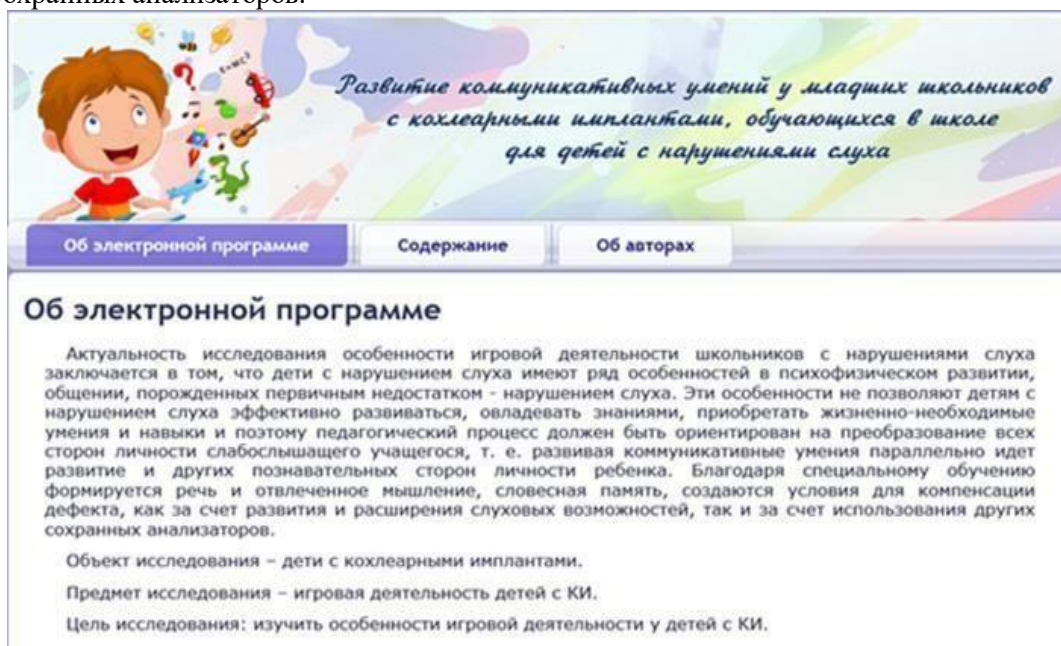 сохранных анализаторов.
E=MC²
Развитие коммуникативных умений у младших школьников
с кохлеарными имплантами, обучающихся в школе
для детей с нарушениями слуха
Об электронной программе Содержание Об авторах
Об электронной программе
Актуальность исследования особенности игровой деятельности школьников с нарушениями слуха
заключается в том, что дети с нарушением слуха имеют ряд особенностей в психофизическом развитии,
общении, порожденных первичным недостатком - нарушением слуха. Эти особенности не позволяют детям с
нарушением слуха эффективно развиваться, овладевать знаниями, приобретать жизненно-необходимые
умения и навыки и поэтому педагогический процесс должен быть ориентирован на преобразование всех
сторон личности слабослышащего учащегося, т. е. развивая коммуникативные умения параллельно идет
развитие и других познавательных сторон личности ребенка. Благодаря специальному обучению
формируется речь и отвлеченное мышление, словесная память, создаются условия для компенсации
дефекта, как за счет развития и расширения слуховых возможностей, так и за счет использования других
сохранных анализаторов.
Объект исследования – дети с кохлеарными имплантами.
Предмет исследования – игровая деятельность детей с КИ.
Цель исследования: изучить особенности игровой деятельности у детей с КИ.